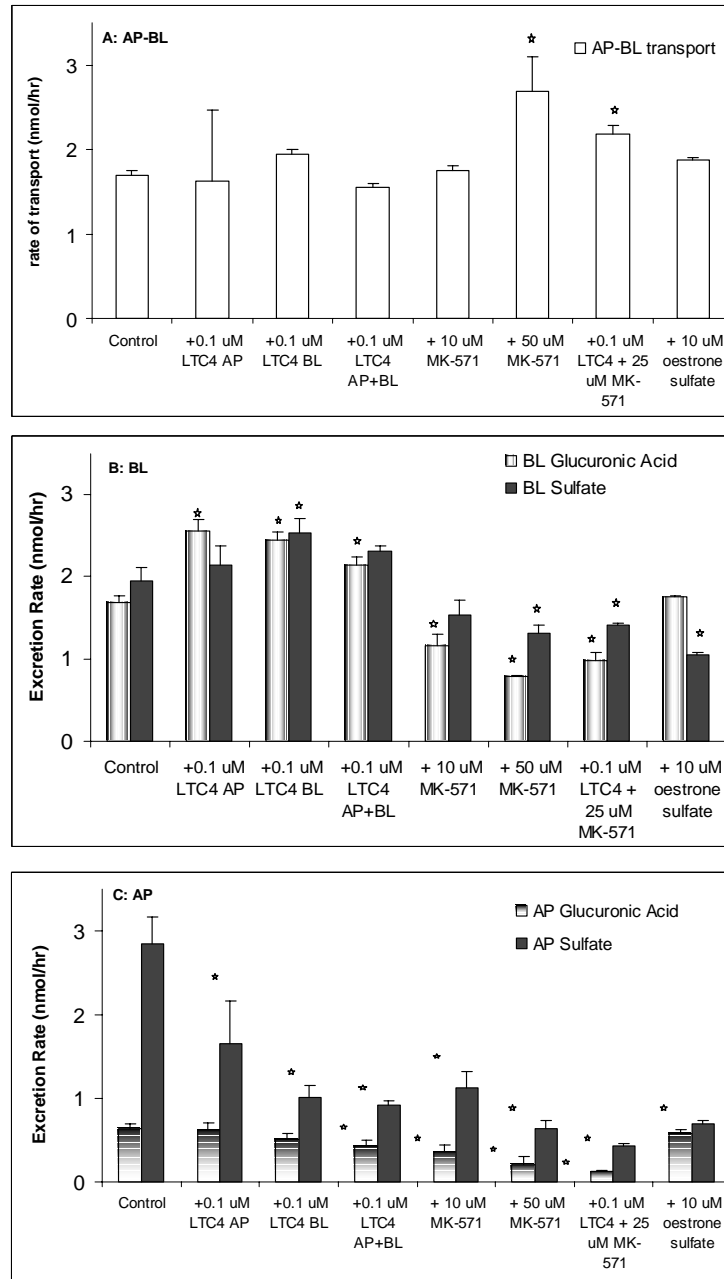 A: AP-BL
AP-BL transport
rate of transport (nmol/hr)
3
2
1
0
Control
+0.1 uM
LTC4 AP
+0.1 uM
LTC4 BL
+0.1 uM
LTC4
AP+BL
+ 10 uM
MK-571
+ 50 uM
MK-571
+0.1 uM
LTC4 + 25
uM MK-
571
+ 10 uM
oestrone
sulfate
B: BL
BL Glucuronic Acid
BL Sulfate
Excretion Rate (nmol/hr)
3
2
1
0
Control
+0.1 uM
LTC4 AP
+0.1 uM
LTC4 BL
+0.1 uM
LTC4
AP+BL
+ 10 uM
MK-571
+ 50 uM
MK-571
+0.1 uM
LTC4 +
25 uM
MK-571
+ 10 uM
oestrone
sulfate
C: AP
AP Glucuronic Acid
AP Sulfate
Excretion Rate (nmol/hr)
3
2
1
0
Control
+0.1 uM
LTC4 AP
+0.1 uM
LTC4 BL
+0.1 uM
LTC4
AP+BL
+ 10 uM
MK-571
+ 50 uM
MK-571
+0.1 uM
LTC4 + 25
uM MK-
571
+ 10 uM
oestrone
sulfate